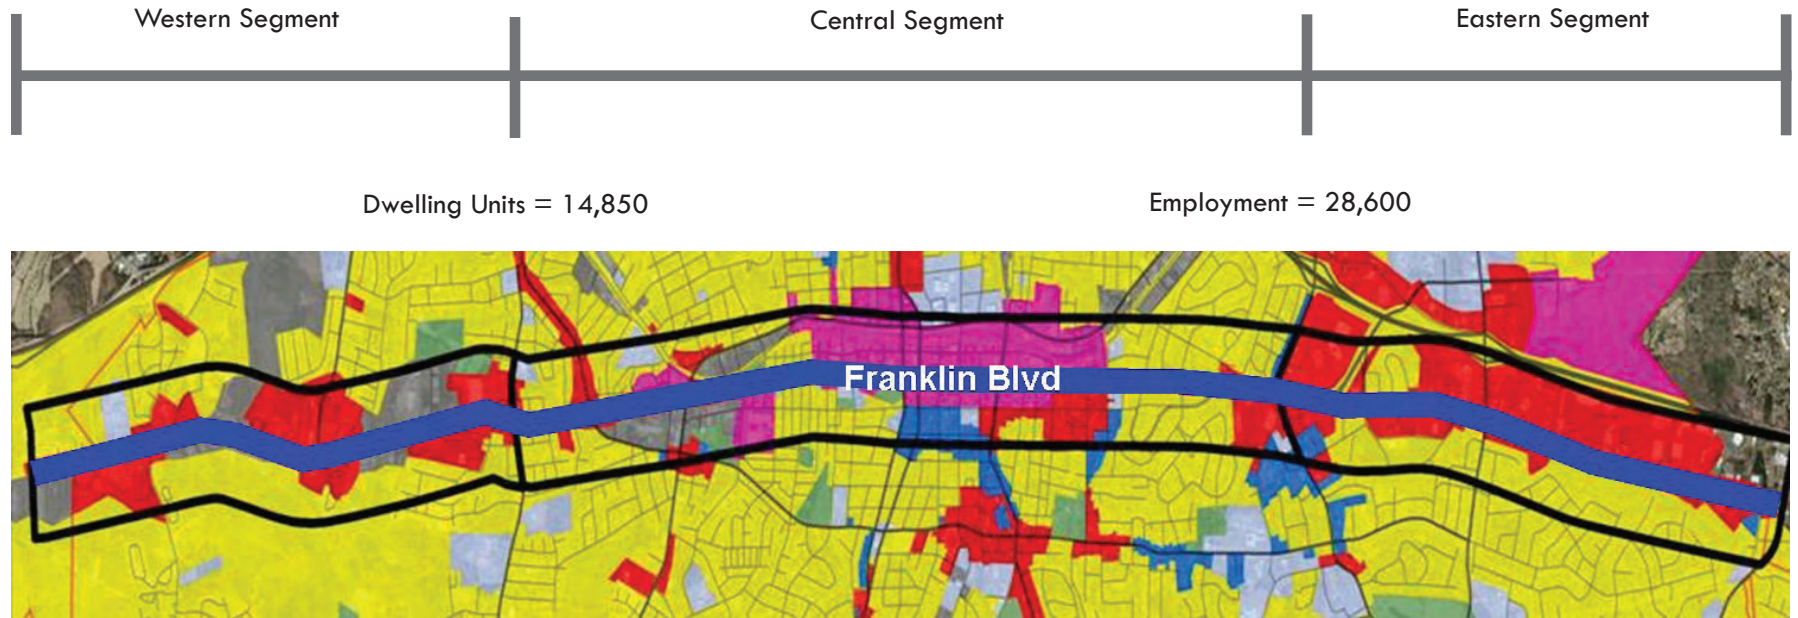 Western Segment
Central Segment
Eastern Segment
Dwelling Units = 14,850
Employment = 28,600
Franklin Blvd